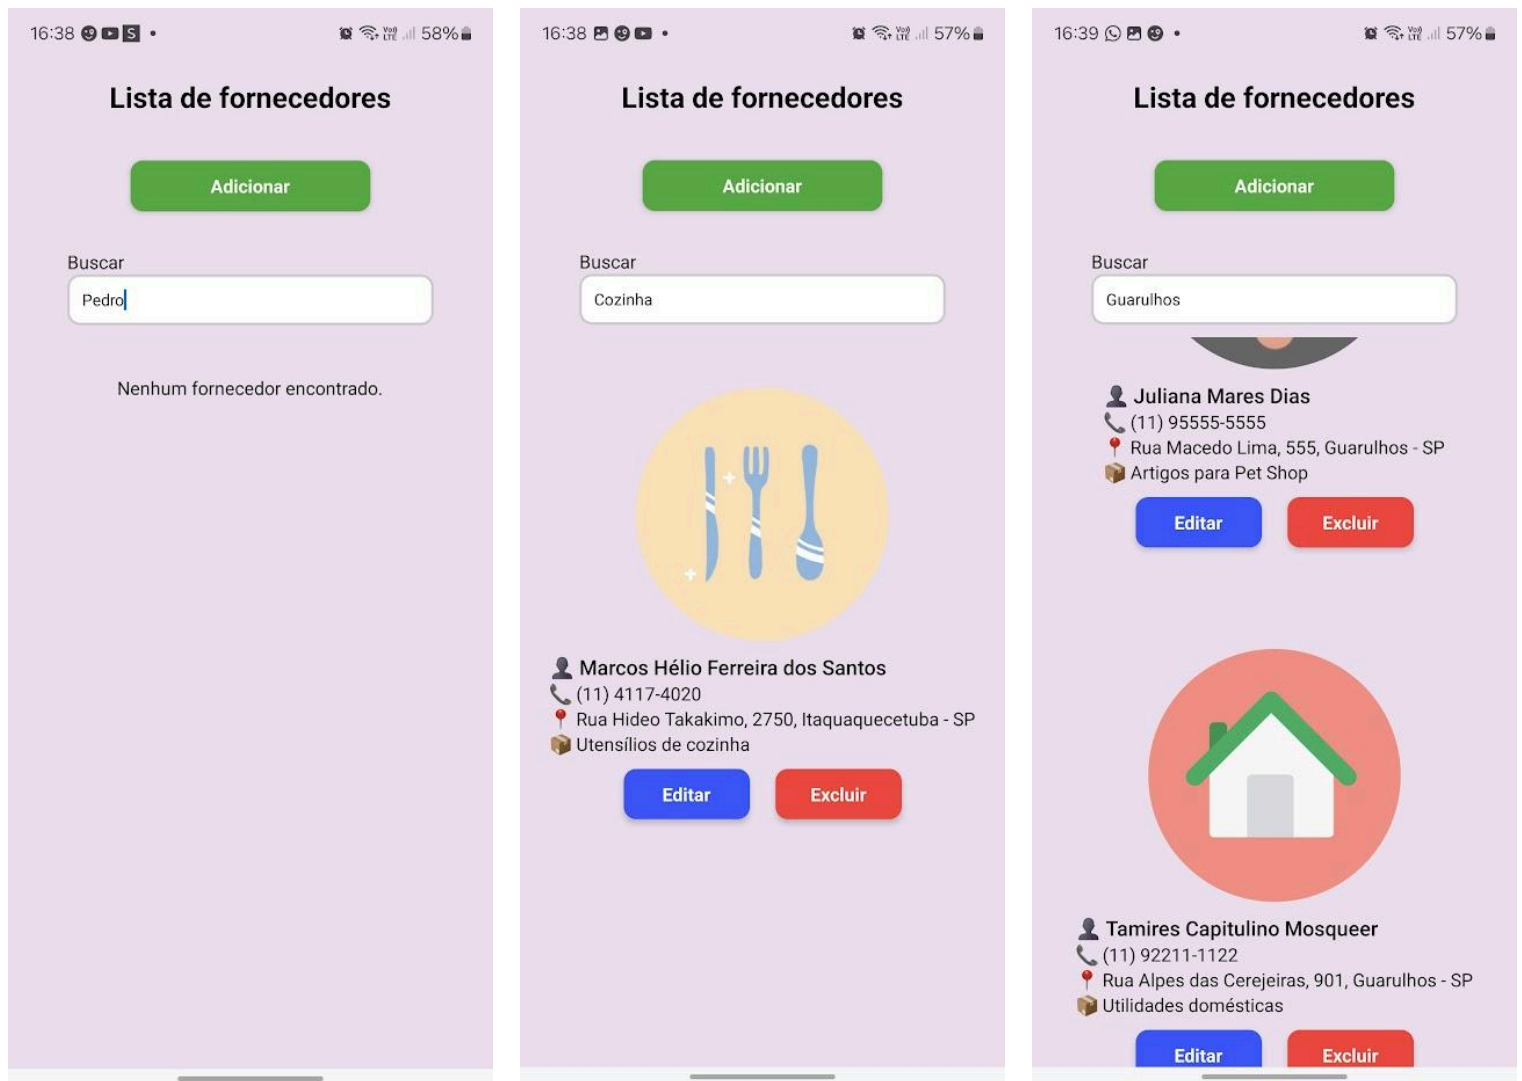 16:38 S 58%
Lista de fornecedores
Adicionar
Buscar
Pedro
Nenhum fornecedor encontrado.
16:38 57%
Lista de fornecedores
Adicionar
Buscar
Cozinha
Marcos Hélio Ferreira dos Santos
(11) 4117-4020
Rua Hideo Takakimo, 2750, Itaquaquecetuba - SP
Utensílios de cozinha
Editar Excluir
16:39 57%
Lista de fornecedores
Adicionar
Buscar
Guarulhos
Juliana Mares Dias
(11) 95555-5555
Rua Macedo Lima, 555, Guarulhos - SP
Artigos para Pet Shop
Editar Excluir
Tamires Capitulino Mosqueer
(11) 92211-1122
Rua Alpes das Cerejeiras, 901, Guarulhos - SP
Utilidades domésticas
Editar Excluir